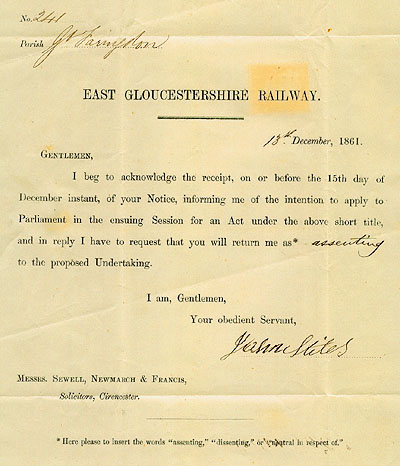 No. 241
Parish Gt Farringdon
EAST GLOUCESTERSHIRE RAILWAY.
13th December, 1861.
GENTLEMEN,
I beg to acknowledge the receipt, on or before the 15th day of
December instant, of your Notice, informing me of the intention to apply to
Parliament in the ensuing Session for an Act under the above short title,
and in reply I have to request that you will return me as* assenting
to the proposed Undertaking.
I am, Gentlemen,
Your obedient Servant,
Stiles
MESSRS. SEWELL, NEWMARCH & FRANCIS,
Solicitors, Cirencester.
* Here please to insert the words "assenting," "dissenting," or "neutral in respect of."